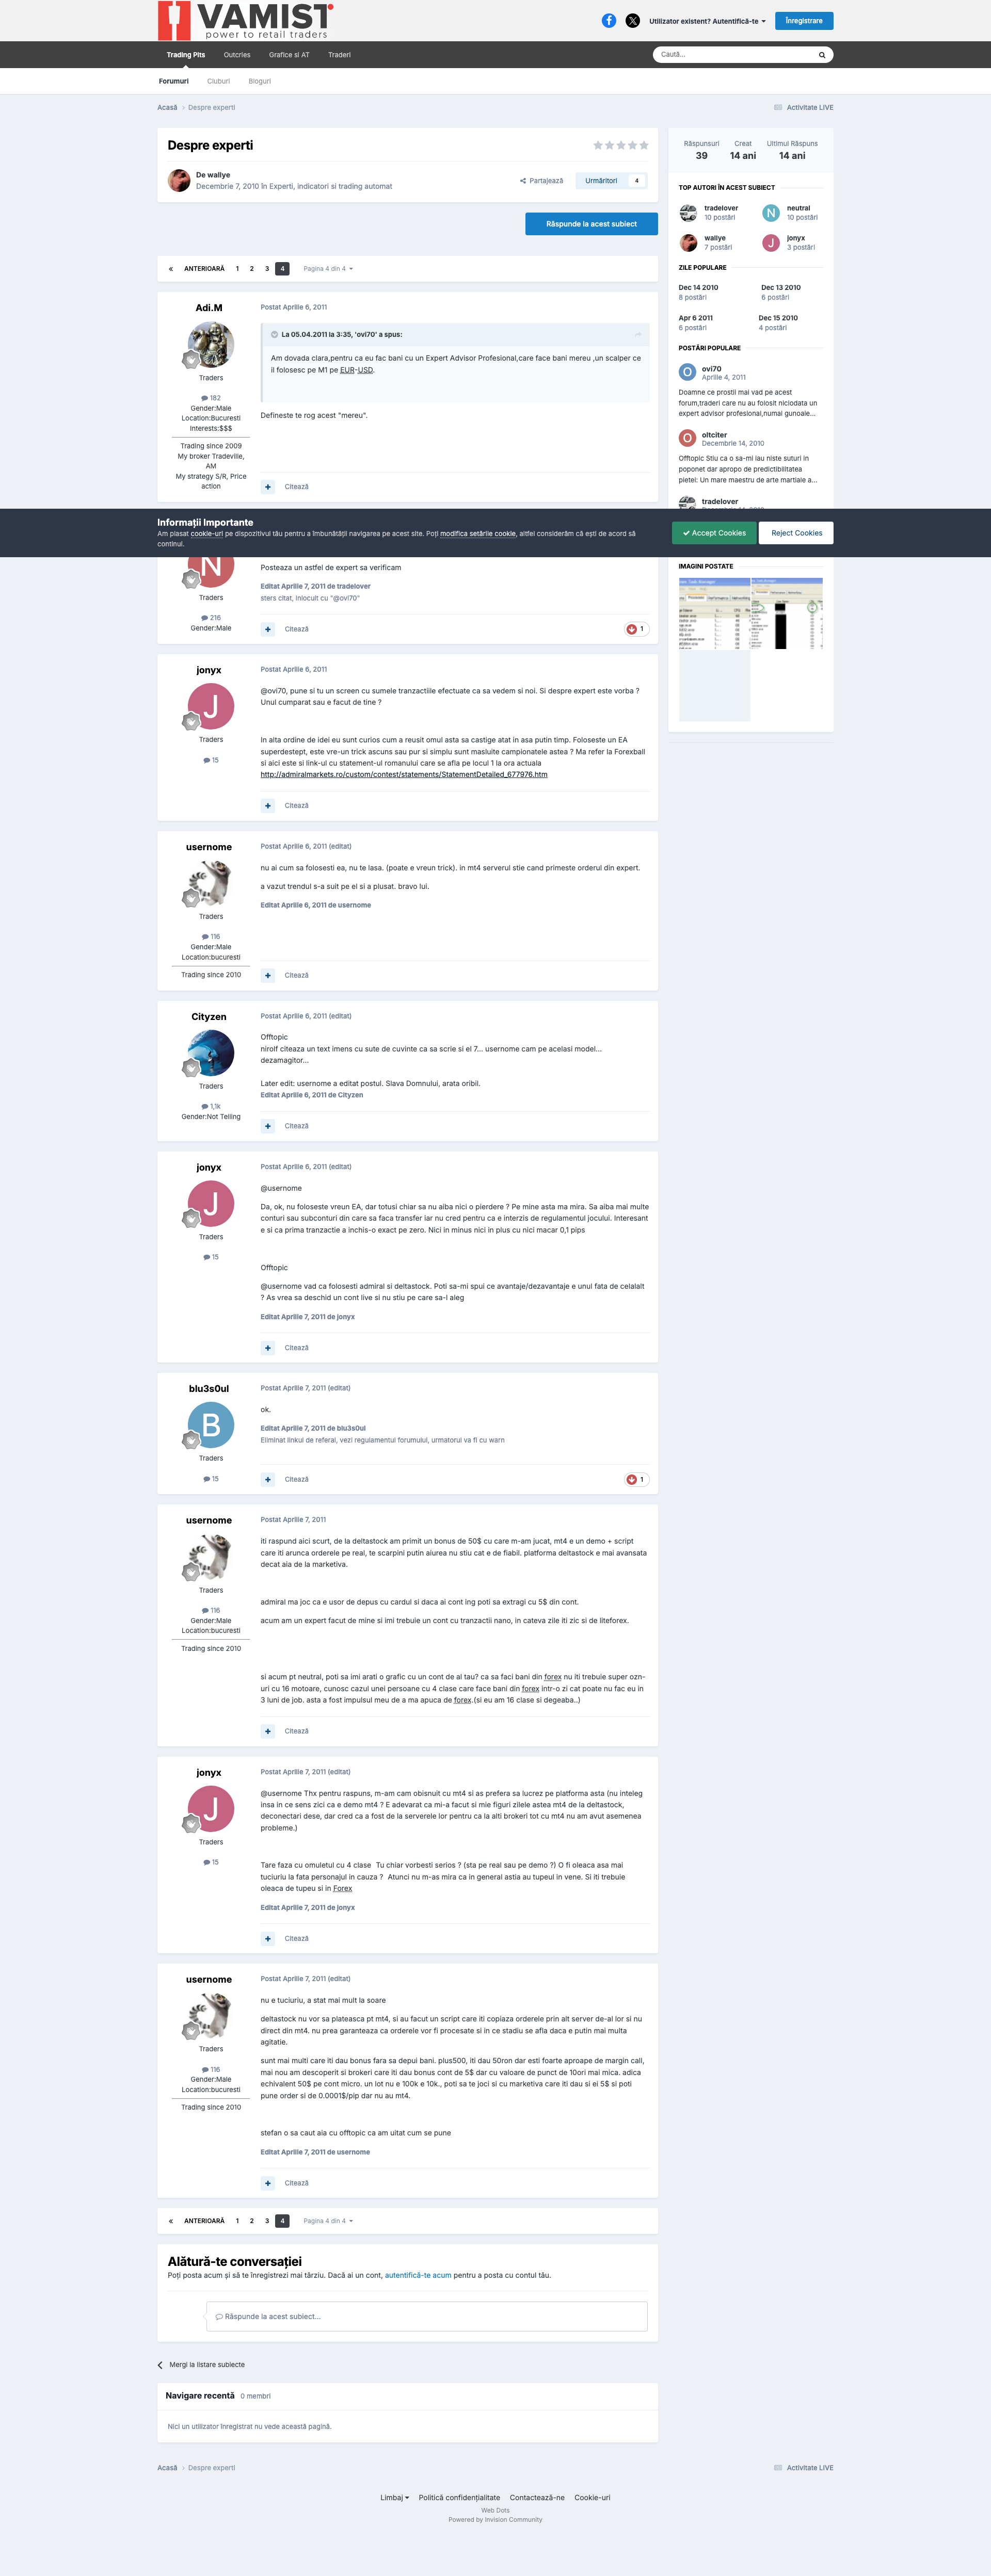 VAMIST
power to retail traders
Utilizator existent? Autentifică-te
Înregistrare
Trading Pits
Outcries
Grafice si AT
Traderi
Caută...
Forumuri
Cluburi
Bloguri
Acasă
Despre experti
Activitate LIVE
Despre experti
De wallye
Decembrie 7, 2010 în Experti, indicatori si trading automat
Partajează
Urmăritori 4
Răspunde la acest subiect
« ANTERIOARĂ 1 2 3 4 Pagina 4 din 4
Răspunsuri
39
Creat
14 ani
Ultimul Răspuns
14 ani
TOP AUTORI ÎN ACEST SUBIECT
tradelover
10 postări
N
neutral
10 postări
wallye
7 postări
J
jonyx
3 postări
ZILE POPULARE
Dec 14 2010
8 postări
Dec 13 2010
6 postări
Apr 6 2011
6 postări
Dec 15 2010
4 postări
POSTĂRI POPULARE
O
ovi70
Aprilie 4, 2011
Doamne ce prostii mai vad pe acest
forum,traderi care nu au folosit niciodata un
expert advisor profesional,numai gunoaie...
O
oltciter
Decembrie 14, 2010
Offtopic Stiu ca o sa-mi iau niste suturi in
poponet dar apropo de predictibilitatea
pietei: Un mare maestru de arte martiale a...
tradelover
IMAGINI POSTATE
Adi.M
Traders
182
Gender:Male
Location:Bucuresti
Interests:$$$
Trading since 2009
My broker Tradeville,
AM
My strategy S/R, Price
action
Postat Aprilie 6, 2011
La 05.04.2011 la 3:35, 'ovi70' a spus:
Am dovada clara,pentru ca eu fac bani cu un Expert Advisor Profesional,care face bani mereu ,un scalper ce
il folosesc pe M1 pe EUR-USD.
Defineste te rog acest "mereu".
Citează
Informații Importante
Am plasat cookie-uri pe dispozitivul tău pentru a îmbunătății navigarea pe acest site. Poți modifica setările cookie, altfel considerăm că ești de acord să
continui.
Accept Cookies
Reject Cookies
N
Traders
216
Gender:Male
Posteaza un astfel de expert sa verificam
Editat Aprilie 7, 2011 de tradelover
sters citat, inlocuit cu "@ovi70"
Citează
1
jonyx
J
Traders
15
Postat Aprilie 6, 2011
@ovi70, pune si tu un screen cu sumele tranzactiile efectuate ca sa vedem si noi. Si despre expert este vorba ?
Unul cumparat sau e facut de tine ?
In alta ordine de idei eu sunt curios cum a reusit omul asta sa castige atat in asa putin timp. Foloseste un EA
superdestept, este vre-un trick ascuns sau pur si simplu sunt masluite campionatele astea ? Ma refer la Forexball
si aici este si link-ul cu statement-ul romanului care se afla pe locul 1 la ora actuala
http://admiralmarkets.ro/custom/contest/statements/StatementDetailed_677976.htm
Citează
usernome
Traders
116
Gender:Male
Location:bucuresti
Trading since 2010
Postat Aprilie 6, 2011 (editat)
nu ai cum sa folosesti ea, nu te lasa. (poate e vreun trick). in mt4 serverul stie cand primeste orderul din expert.
a vazut trendul s-a suit pe el si a plusat. bravo lui.
Editat Aprilie 6, 2011 de usernome
Citează
Cityzen
Traders
1,1k
Gender:Not Telling
Postat Aprilie 6, 2011 (editat)
Offtopic
nirolf citeaza un text imens cu sute de cuvinte ca sa scrie si el 7... usernome cam pe acelasi model...
dezamagitor...
Later edit: usernome a editat postul. Slava Domnului, arata oribil.
Editat Aprilie 6, 2011 de Cityzen
Citează
jonyx
J
Traders
15
Postat Aprilie 6, 2011 (editat)
@usernome
Da, ok, nu foloseste vreun EA, dar totusi chiar sa nu aiba nici o pierdere ? Pe mine asta ma mira. Sa aiba mai multe
conturi sau subconturi din care sa faca transfer iar nu cred pentru ca e interzis de regulamentul jocului. Interesant
e si ca prima tranzactie a inchis-o exact pe zero. Nici in minus nici in plus cu nici macar 0,1 pips
Offtopic
@usernome vad ca folosesti admiral si deltastock. Poti sa-mi spui ce avantaje/dezavantaje e unul fata de celalalt
? As vrea sa deschid un cont live si nu stiu pe care sa-l aleg
Editat Aprilie 7, 2011 de jonyx
Citează
blu3s0ul
B
Traders
15
Postat Aprilie 7, 2011 (editat)
ok.
Editat Aprilie 7, 2011 de blu3s0ul
Eliminat linkul de referal, vezi regulamentul forumului, urmatorul va fi cu warn
Citează
1
usernome
Traders
116
Gender:Male
Location:bucuresti
Trading since 2010
Postat Aprilie 7, 2011
iti raspund aici scurt, de la deltastock am primit un bonus de 50$ cu care m-am jucat, mt4 e un demo + script
care iti arunca orderele pe real, te scarpini putin aiurea nu stiu cat e de fiabil. platforma deltastock e mai avansata
decat aia de la marketiva.
admiral ma joc ca e usor de depus cu cardul si daca ai cont ing poti sa extragi cu 5$ din cont.
acum am un expert facut de mine si imi trebuie un cont cu tranzactii nano, in cateva zile iti zic si de liteforex.
si acum pt neutral, poti sa imi arati o grafic cu un cont de al tau? ca sa faci bani din forex nu iti trebuie super ozn-
uri cu 16 motoare, cunosc cazul unei persoane cu 4 clase care face bani din forex intr-o zi cat poate nu fac eu in
3 luni de job. asta a fost impulsul meu de a ma apuca de forex.(si eu am 16 clase si degeaba..)
Citează
jonyx
J
Traders
15
Postat Aprilie 7, 2011 (editat)
@usernome Thx pentru raspuns, m-am cam obisnuit cu mt4 si as prefera sa lucrez pe platforma asta (nu inteleg
insa in ce sens zici ca e demo mt4 ? E adevarat ca mi-a facut si mie figuri zilele astea mt4 de la deltastock,
deconectari dese, dar cred ca a fost de la serverele lor pentru ca la alti brokeri tot cu mt4 nu am avut asemenea
probleme.)
Tare faza cu omuletul cu 4 clase  Tu chiar vorbesti serios ? (sta pe real sau pe demo ?) O fi oleaca asa mai
tuciuriu la fata personajul in cauza ?  Atunci nu m-as mira ca in general astia au tupeul in vene. Si iti trebuie
oleaca de tupeu si in Forex
Editat Aprilie 7, 2011 de jonyx
Citează
usernome
Traders
116
Gender:Male
Location:bucuresti
Trading since 2010
Postat Aprilie 7, 2011 (editat)
nu e tuciuriu, a stat mai mult la soare
deltastock nu vor sa plateasca pt mt4, si au facut un script care iti copiaza orderele prin alt server de-al lor si nu
direct din mt4. nu prea garanteaza ca orderele vor fi procesate si in ce stadiu se afla daca e putin mai multa
agitatie.
sunt mai multi care iti dau bonus fara sa depui bani. plus500, iti dau 50ron dar esti foarte aproape de margin call,
mai nou am descoperit si brokeri care iti dau bonus cont de 5$ dar cu valoare de punct de 10ori mai mica. adica
echivalent 50$ pe cont micro. un lot nu e 100k e 10k., poti sa te joci si cu marketiva care iti dau si ei 5$ si poti
pune order si de 0.0001$/pip dar nu au mt4.
stefan o sa caut aia cu offtopic ca am uitat cum se pune
Editat Aprilie 7, 2011 de usernome
Citează
« ANTERIOARĂ 1 2 3 4 Pagina 4 din 4
Alătură-te conversației
Poți posta acum și să te înregistrezi mai târziu. Dacă ai un cont, autentifică-te acum pentru a posta cu contul tău.
Răspunde la acest subiect...
Mergi la listare subiecte
Navigare recentă 0 membri
Nici un utilizator înregistrat nu vede această pagină.
Acasă
Despre experti
Activitate LIVE
Limbaj
Politică confidențialitate
Contactează-ne
Cookie-uri
Web Dots
Powered by Invision Community